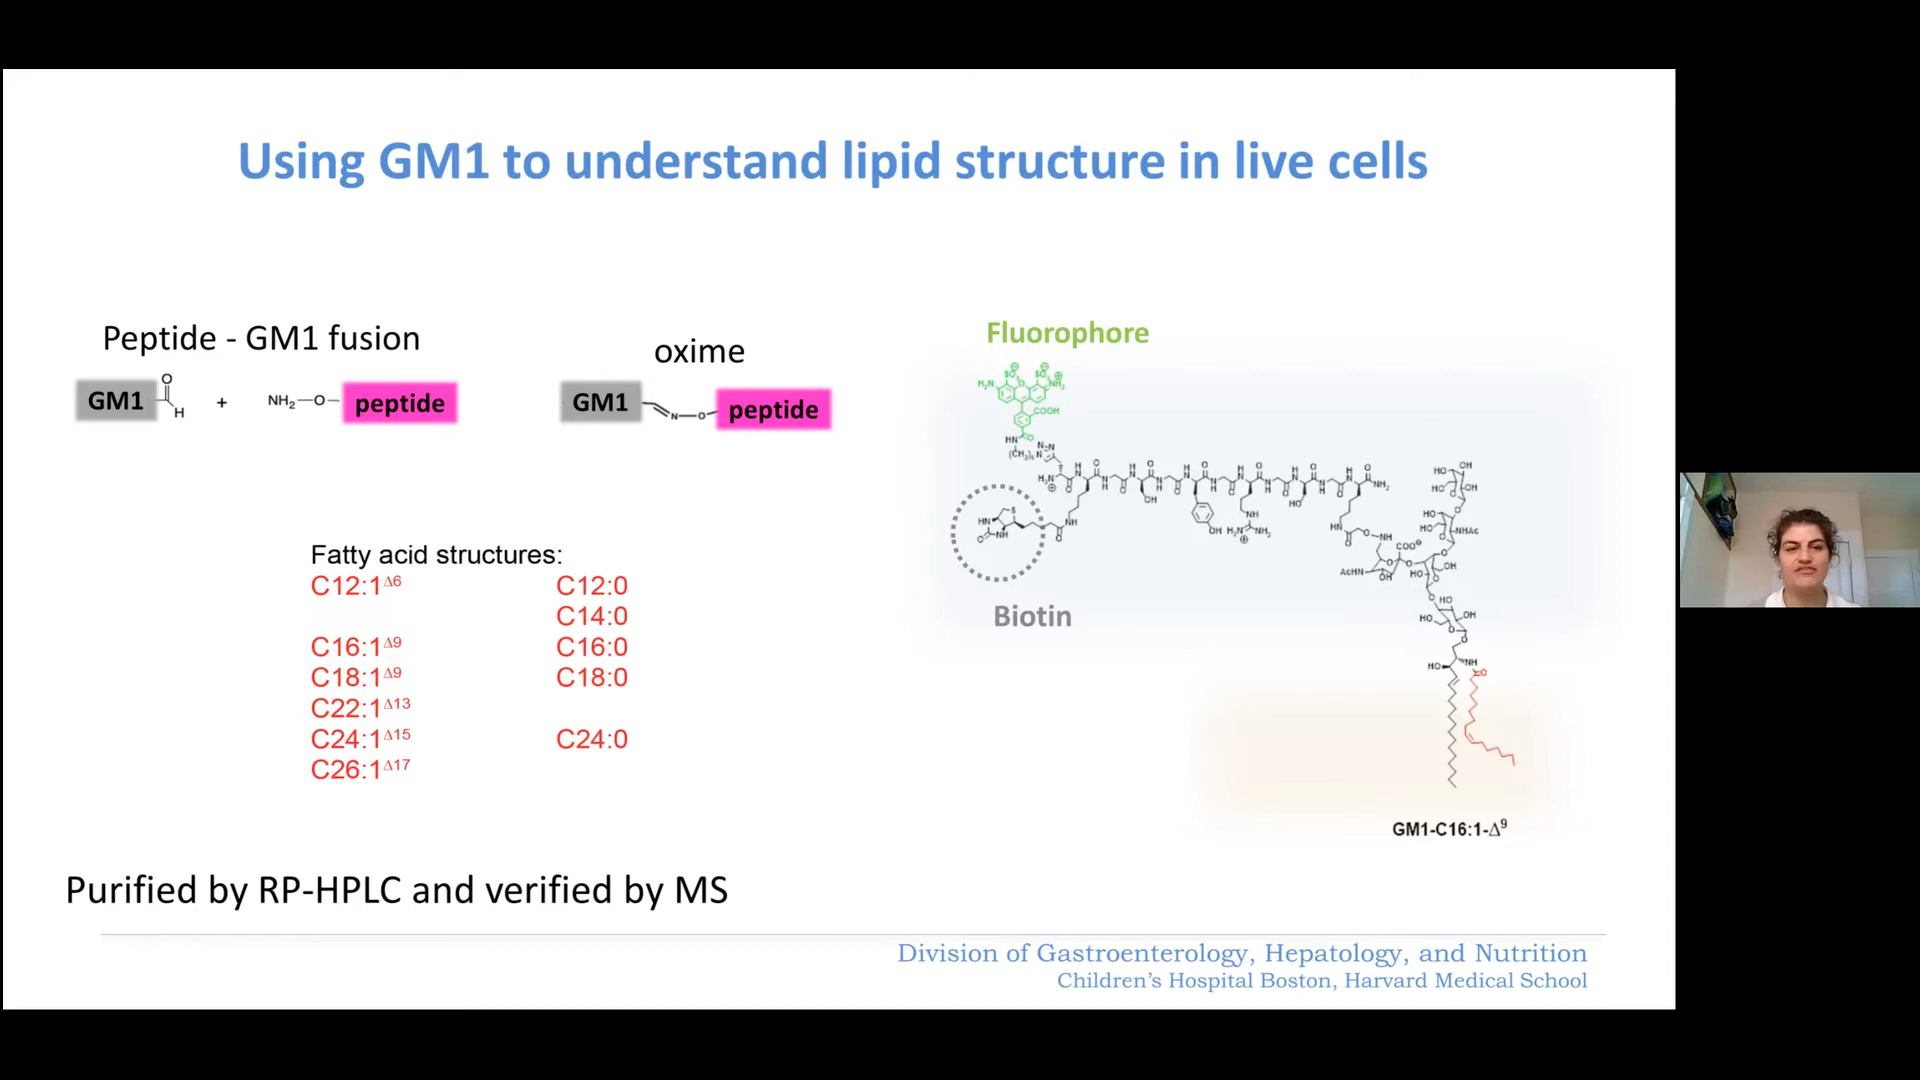 Using GM1 to understand lipid structure in live cells
Peptide - GM1 fusion
GM1
O
H
+
NH2—O—
peptide
oxime
GM1
N
O
peptide
Fatty acid structures:
C12:1Δ6 C12:0
C14:0
C16:1Δ9 C16:0
C18:1Δ9 C18:0
C22:1Δ13
C24:1Δ15 C24:0
C26:1Δ17
Fluorophore
Biotin
COOH
AcHN
NHAc
GM1-C16:1-Δ9
Purified by RP-HPLC and verified by MS
Division of Gastroenterology, Hepatology, and Nutrition
Children's Hospital Boston, Harvard Medical School